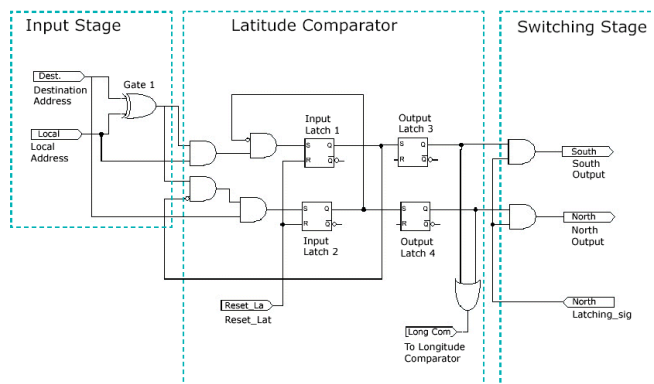 Input Stage
Latitude Comparator
Switching Stage
Dest.
Destination
Address
Gate 1
Local
Local
Address
Input
Latch 1
S Q
R Q
Output
Latch 3
S Q
R Q
South
South
Output
S Q
R Q
Input
Latch 2
S Q
R Q
Output
Latch 4
North
North
Output
Reset_La
Reset_Lat
North
Latching_sig
Long Com
To Longitude
Comparator